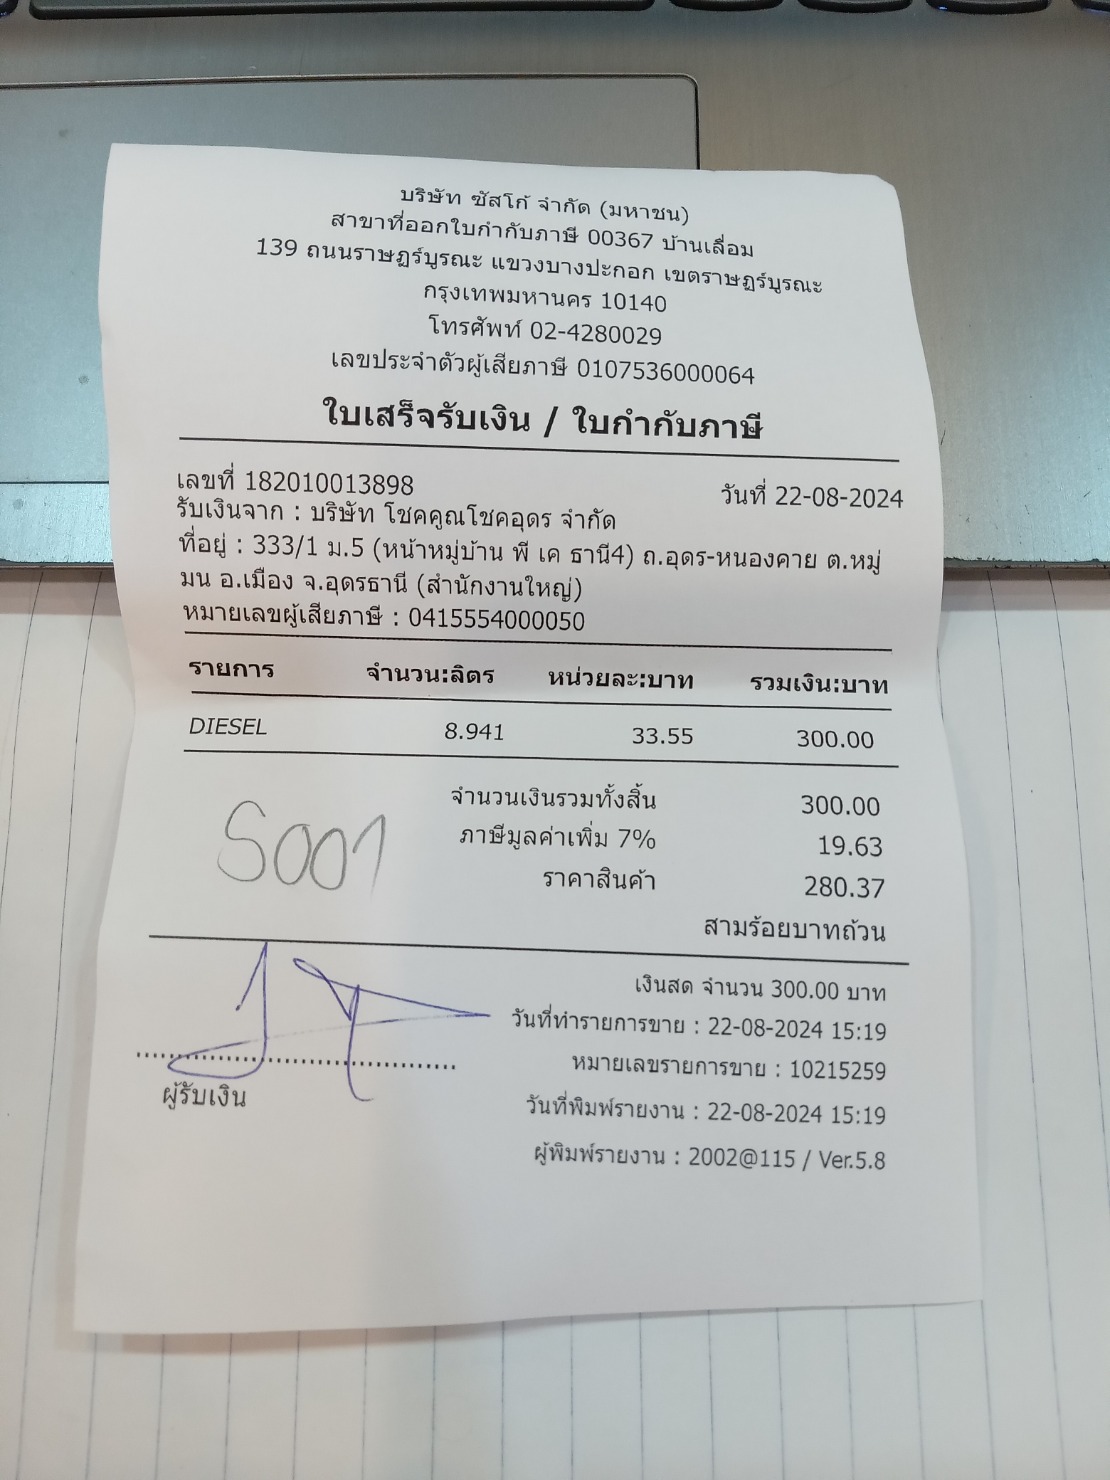 บริษัท ซัสโก้ จำกัด (มหาชน)
สาขาที่ออกใบกำกับภาษี 00367 บ้านเลื่อม
139 ถนนราษฎร์บูรณะ แขวงบางปะกอก เขตราษฎร์บูรณะ
กรุงเทพมหานคร 10140
โทรศัพท์ 02-4280029
เลขประจำตัวผู้เสียภาษี 0107536000064
ใบเสร็จรับเงิน / ใบกำกับภาษี
เลขที่ 182010013898 วันที่ 22-08-2024
รับเงินจาก : บริษัท โชคคูณโชคอุดร จำกัด
ที่อยู่ : 333/1 ม.5 (หน้าหมู่บ้าน พี เค ธานี4) ถ.อุดร-หนองคาย ต.หมู่
มน อ.เมือง จ.อุดรธานี (สำนักงานใหญ่)
หมายเลขผู้เสียภาษี : 0415554000050
รายการ จำนวน:ลิตร หน่วยละ:บาท รวมเงิน:บาท
DIESEL 8.941 33.55 300.00
จำนวนเงินรวมทั้งสิ้น 300.00
ภาษีมูลค่าเพิ่ม 7% 19.63
ราคาสินค้า 280.37
S001
สามร้อยบาทถ้วน
เงินสด จำนวน 300.00 บาท
วันที่ทำรายการขาย : 22-08-2024 15:19
หมายเลขรายการขาย : 10215259
ผู้รับเงิน
วันที่พิมพ์รายงาน : 22-08-2024 15:19
ผู้พิมพ์รายงาน : 2002@115 / Ver.5.8